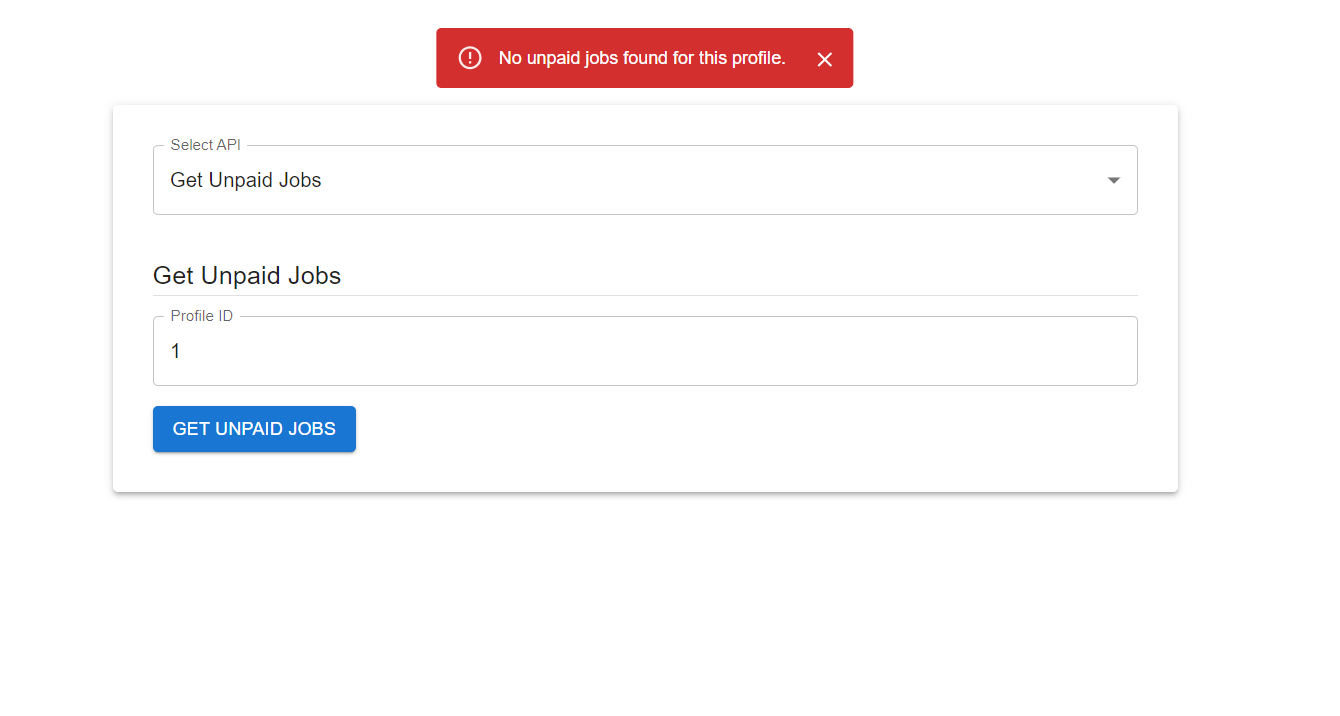 No unpaid jobs found for this profile.
Select API
Get Unpaid Jobs
Get Unpaid Jobs
Profile ID
1
GET UNPAID JOBS